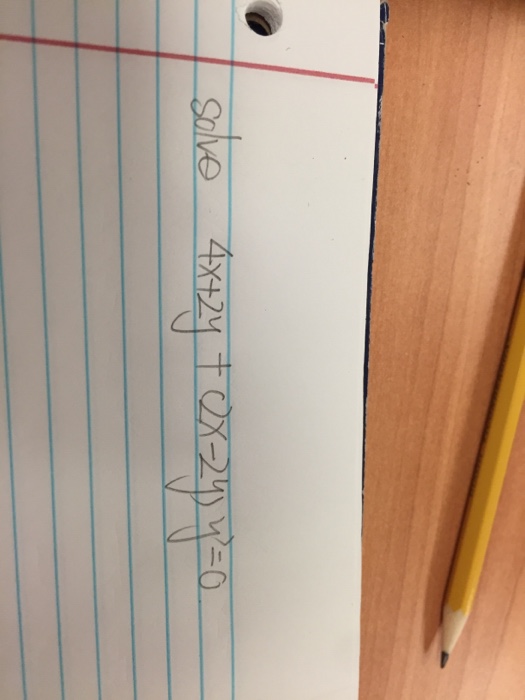 solve 4x+2y + (2x-2y)y'=0